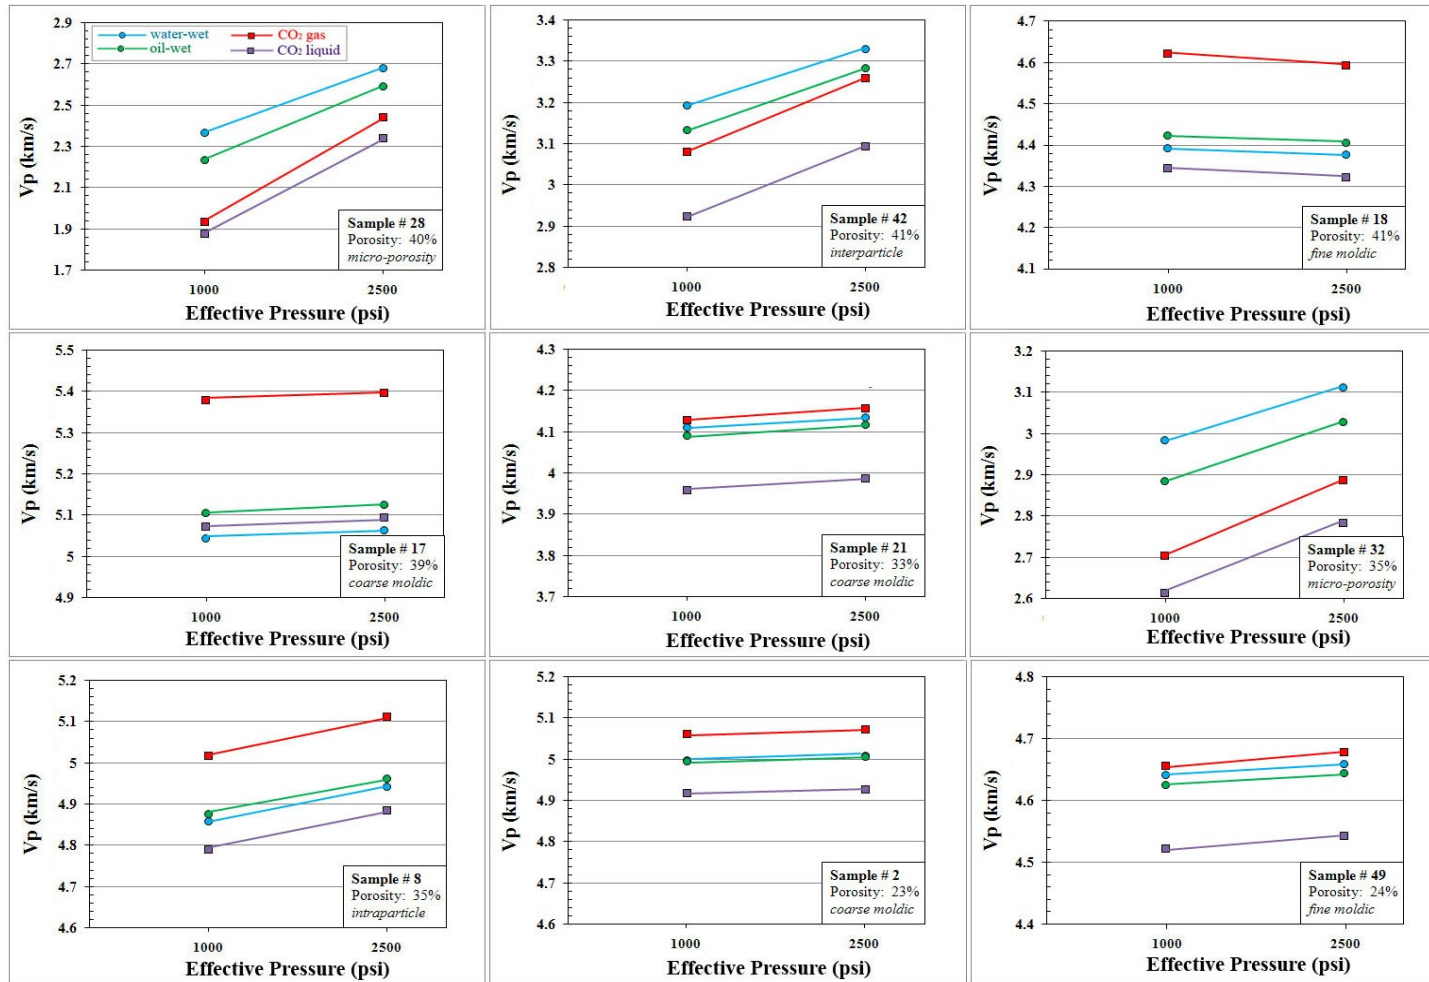 2.9
2.7
2.5
2.3
2.1
1.9
1.7
Vp (km/s)
water-wet
CO₂ gas
oil-wet
CO₂ liquid
Sample # 28
Porosity: 40%
micro-porosity
1000
2500
Effective Pressure (psi)
3.4
3.3
3.2
3.1
3
2.9
2.8
Vp (km/s)
Sample # 42
Porosity: 41%
interparticle
1000
2500
Effective Pressure (psi)
4.7
4.6
4.5
4.4
4.3
4.2
4.1
Vp (km/s)
Sample # 18
Porosity: 41%
fine moldic
1000
2500
Effective Pressure (psi)
5.5
5.4
5.3
5.2
5.1
5
4.9
Vp (km/s)
Sample # 17
Porosity: 39%
coarse moldic
1000
2500
Effective Pressure (psi)
4.3
4.2
4.1
4
3.9
3.8
3.7
Vp (km/s)
Sample # 21
Porosity: 33%
coarse moldic
1000
2500
Effective Pressure (psi)
3.2
3.1
3
2.9
2.8
2.7
2.6
Vp (km/s)
Sample # 32
Porosity: 35%
micro-porosity
1000
2500
Effective Pressure (psi)
5.2
5.1
5
4.9
4.8
4.7
4.6
Vp (km/s)
Sample # 8
Porosity: 35%
intraparticle
1000
2500
Effective Pressure (psi)
5.2
5.1
5
4.9
4.8
4.7
4.6
Vp (km/s)
Sample # 2
Porosity: 23%
coarse moldic
1000
2500
Effective Pressure (psi)
4.8
4.7
4.6
4.5
4.4
Vp (km/s)
Sample # 49
Porosity: 24%
fine moldic
1000
2500
Effective Pressure (psi)